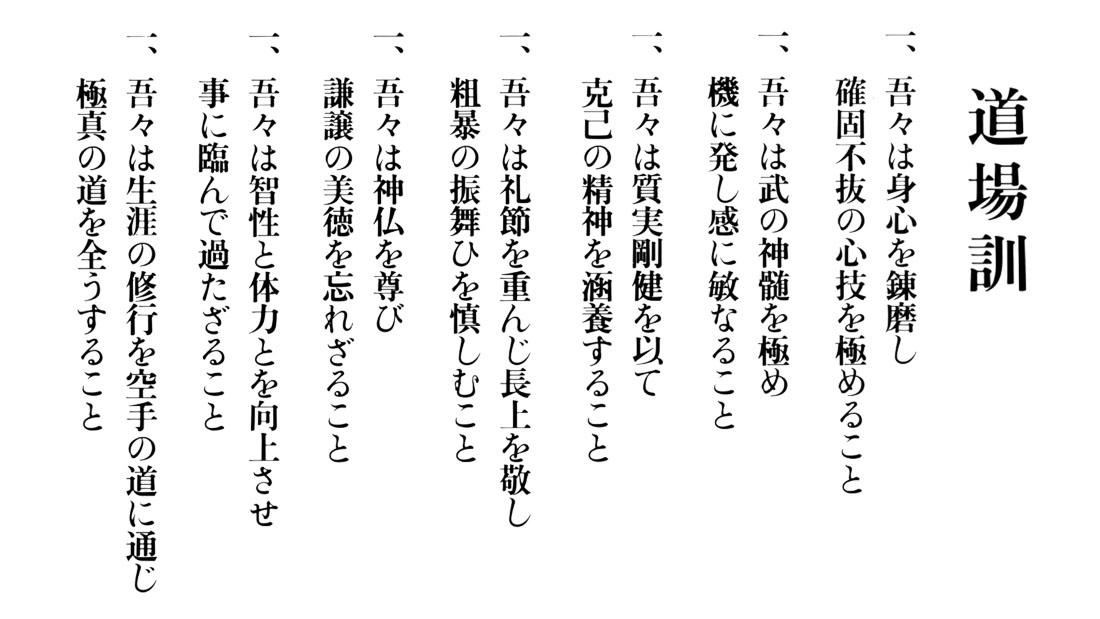 道場訓
一、吾々は身心を錬磨し
確固不抜の心技を極めること
一、吾々は武の神髄を極め
機に発し感に敏なること
一、吾々は質実剛健を以て
克己の精神を涵養すること
一、吾々は礼節を重んじ長上を敬し
粗暴の振舞ひを慎しむこと
一、吾々は神仏を尊び
謙譲の美徳を忘れざること
一、吾々は智性と体力とを向上させ
事に臨んで過たざること
一、吾々は生涯の修行を空手の道に通じ
極真の道を全うすること